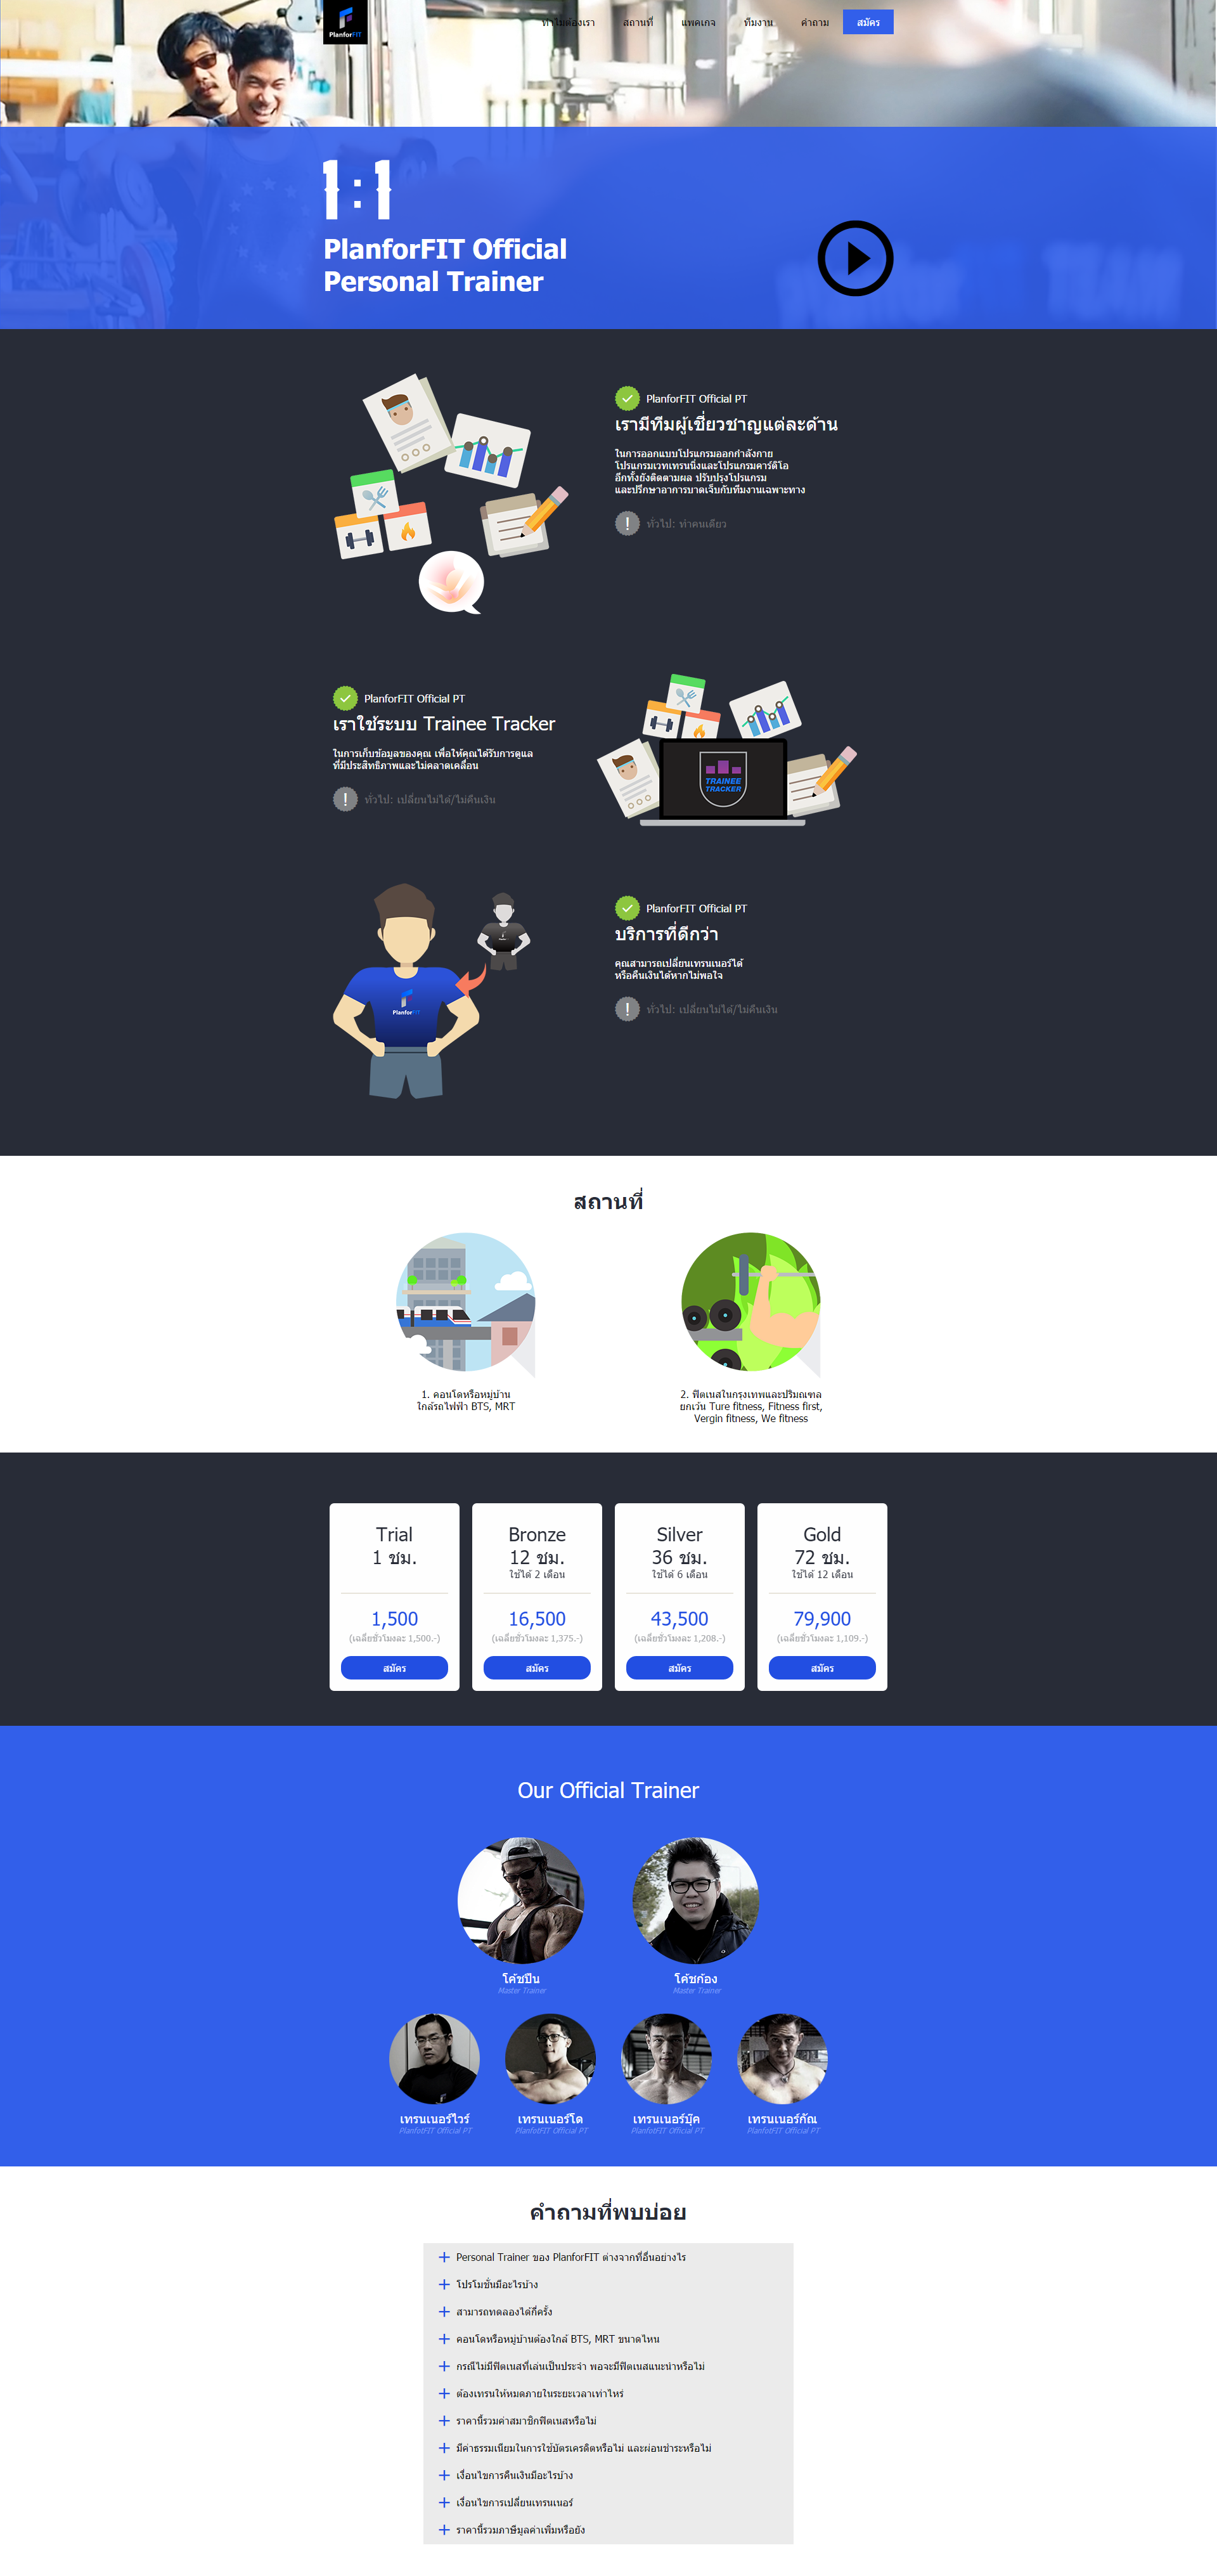 PlanforFIT
ทำไมต้องเรา
สถานที่
แพคเกจ
ทีมงาน
คำถาม
สมัคร
1:1
PlanforFIT Official
Personal Trainer
PlanforFIT Official PT
เรามีทีมผู้เชี่ยวชาญแต่ละด้าน
ในการออกแบบโปรแกรมออกกำลังกาย
โปรแกรมเวทเทรนนิ่งและโปรแกรมคาร์ดิโอ
อีกทั้งยังติดตามผล ปรับปรุงโปรแกรม
และปรึกษาอาการบาดเจ็บกับทีมงานเฉพาะทาง
ทั่วไป: ทำคนเดียว
PlanforFIT Official PT
เราใช้ระบบ Trainee Tracker
ในการเก็บข้อมูลของคุณ เพื่อให้คุณได้รับการดูแล
ที่มีประสิทธิภาพและไม่คลาดเคลื่อน
ทั่วไป: เปลี่ยนไม่ได้/ไม่คืนเงิน
TRAINEE
TRACKER
PlanforFIT
PlanforFIT Official PT
บริการที่ดีกว่า
คุณสามารถเปลี่ยนเทรนเนอร์ได้
หรือคืนเงินได้หากไม่พอใจ
ทั่วไป: เปลี่ยนไม่ได้/ไม่คืนเงิน
สถานที่
1. คอนโดหรือหมู่บ้าน
ใกล้รถไฟฟ้า BTS, MRT
2. ฟิตเนสในกรุงเทพและปริมณฑล
ยกเว้น Ture fitness, Fitness first,
Vergin fitness, We fitness
Trial
1 ชม.
1,500
(เฉลี่ยชั่วโมงละ 1,500.-)
สมัคร
Bronze
12 ชม.
ใช้ได้ 2 เดือน
16,500
(เฉลี่ยชั่วโมงละ 1,375.-)
สมัคร
Silver
36 ชม.
ใช้ได้ 6 เดือน
43,500
(เฉลี่ยชั่วโมงละ 1,208.-)
สมัคร
Gold
72 ชม.
ใช้ได้ 12 เดือน
79,900
(เฉลี่ยชั่วโมงละ 1,109.-)
สมัคร
Our Official Trainer
โค้ชปืน
Master Trainer
โค้ชก้อง
Master Trainer
เทรนเนอร์ไวร์
PlanfotFIT Official PT
เทรนเนอร์โด
PlanfotFIT Official PT
เทรนเนอร์บุ๊ค
PlanfotFIT Official PT
เทรนเนอร์กัณ
PlanfotFIT Official PT
คำถามที่พบบ่อย
Personal Trainer ของ PlanforFIT ต่างจากที่อื่นอย่างไร
โปรโมชั่นมีอะไรบ้าง
สามารถทดลองได้กี่ครั้ง
คอนโดหรือหมู่บ้านต้องใกล้ BTS, MRT ขนาดไหน
กรณีไม่มีฟิตเนสที่เล่นเป็นประจำ พอจะมีฟิตเนสแนะนำหรือไม่
ต้องเทรนให้หมดภายในระยะเวลาเท่าไหร่
ราคานี้รวมค่าสมาชิกฟิตเนสหรือไม่
มีค่าธรรมเนียมในการใช้บัตรเครดิตหรือไม่ และผ่อนชำระหรือไม่
เงื่อนไขการคืนเงินมีอะไรบ้าง
เงื่อนไขการเปลี่ยนเทรนเนอร์
ราคานี้รวมภาษีมูลค่าเพิ่มหรือยัง